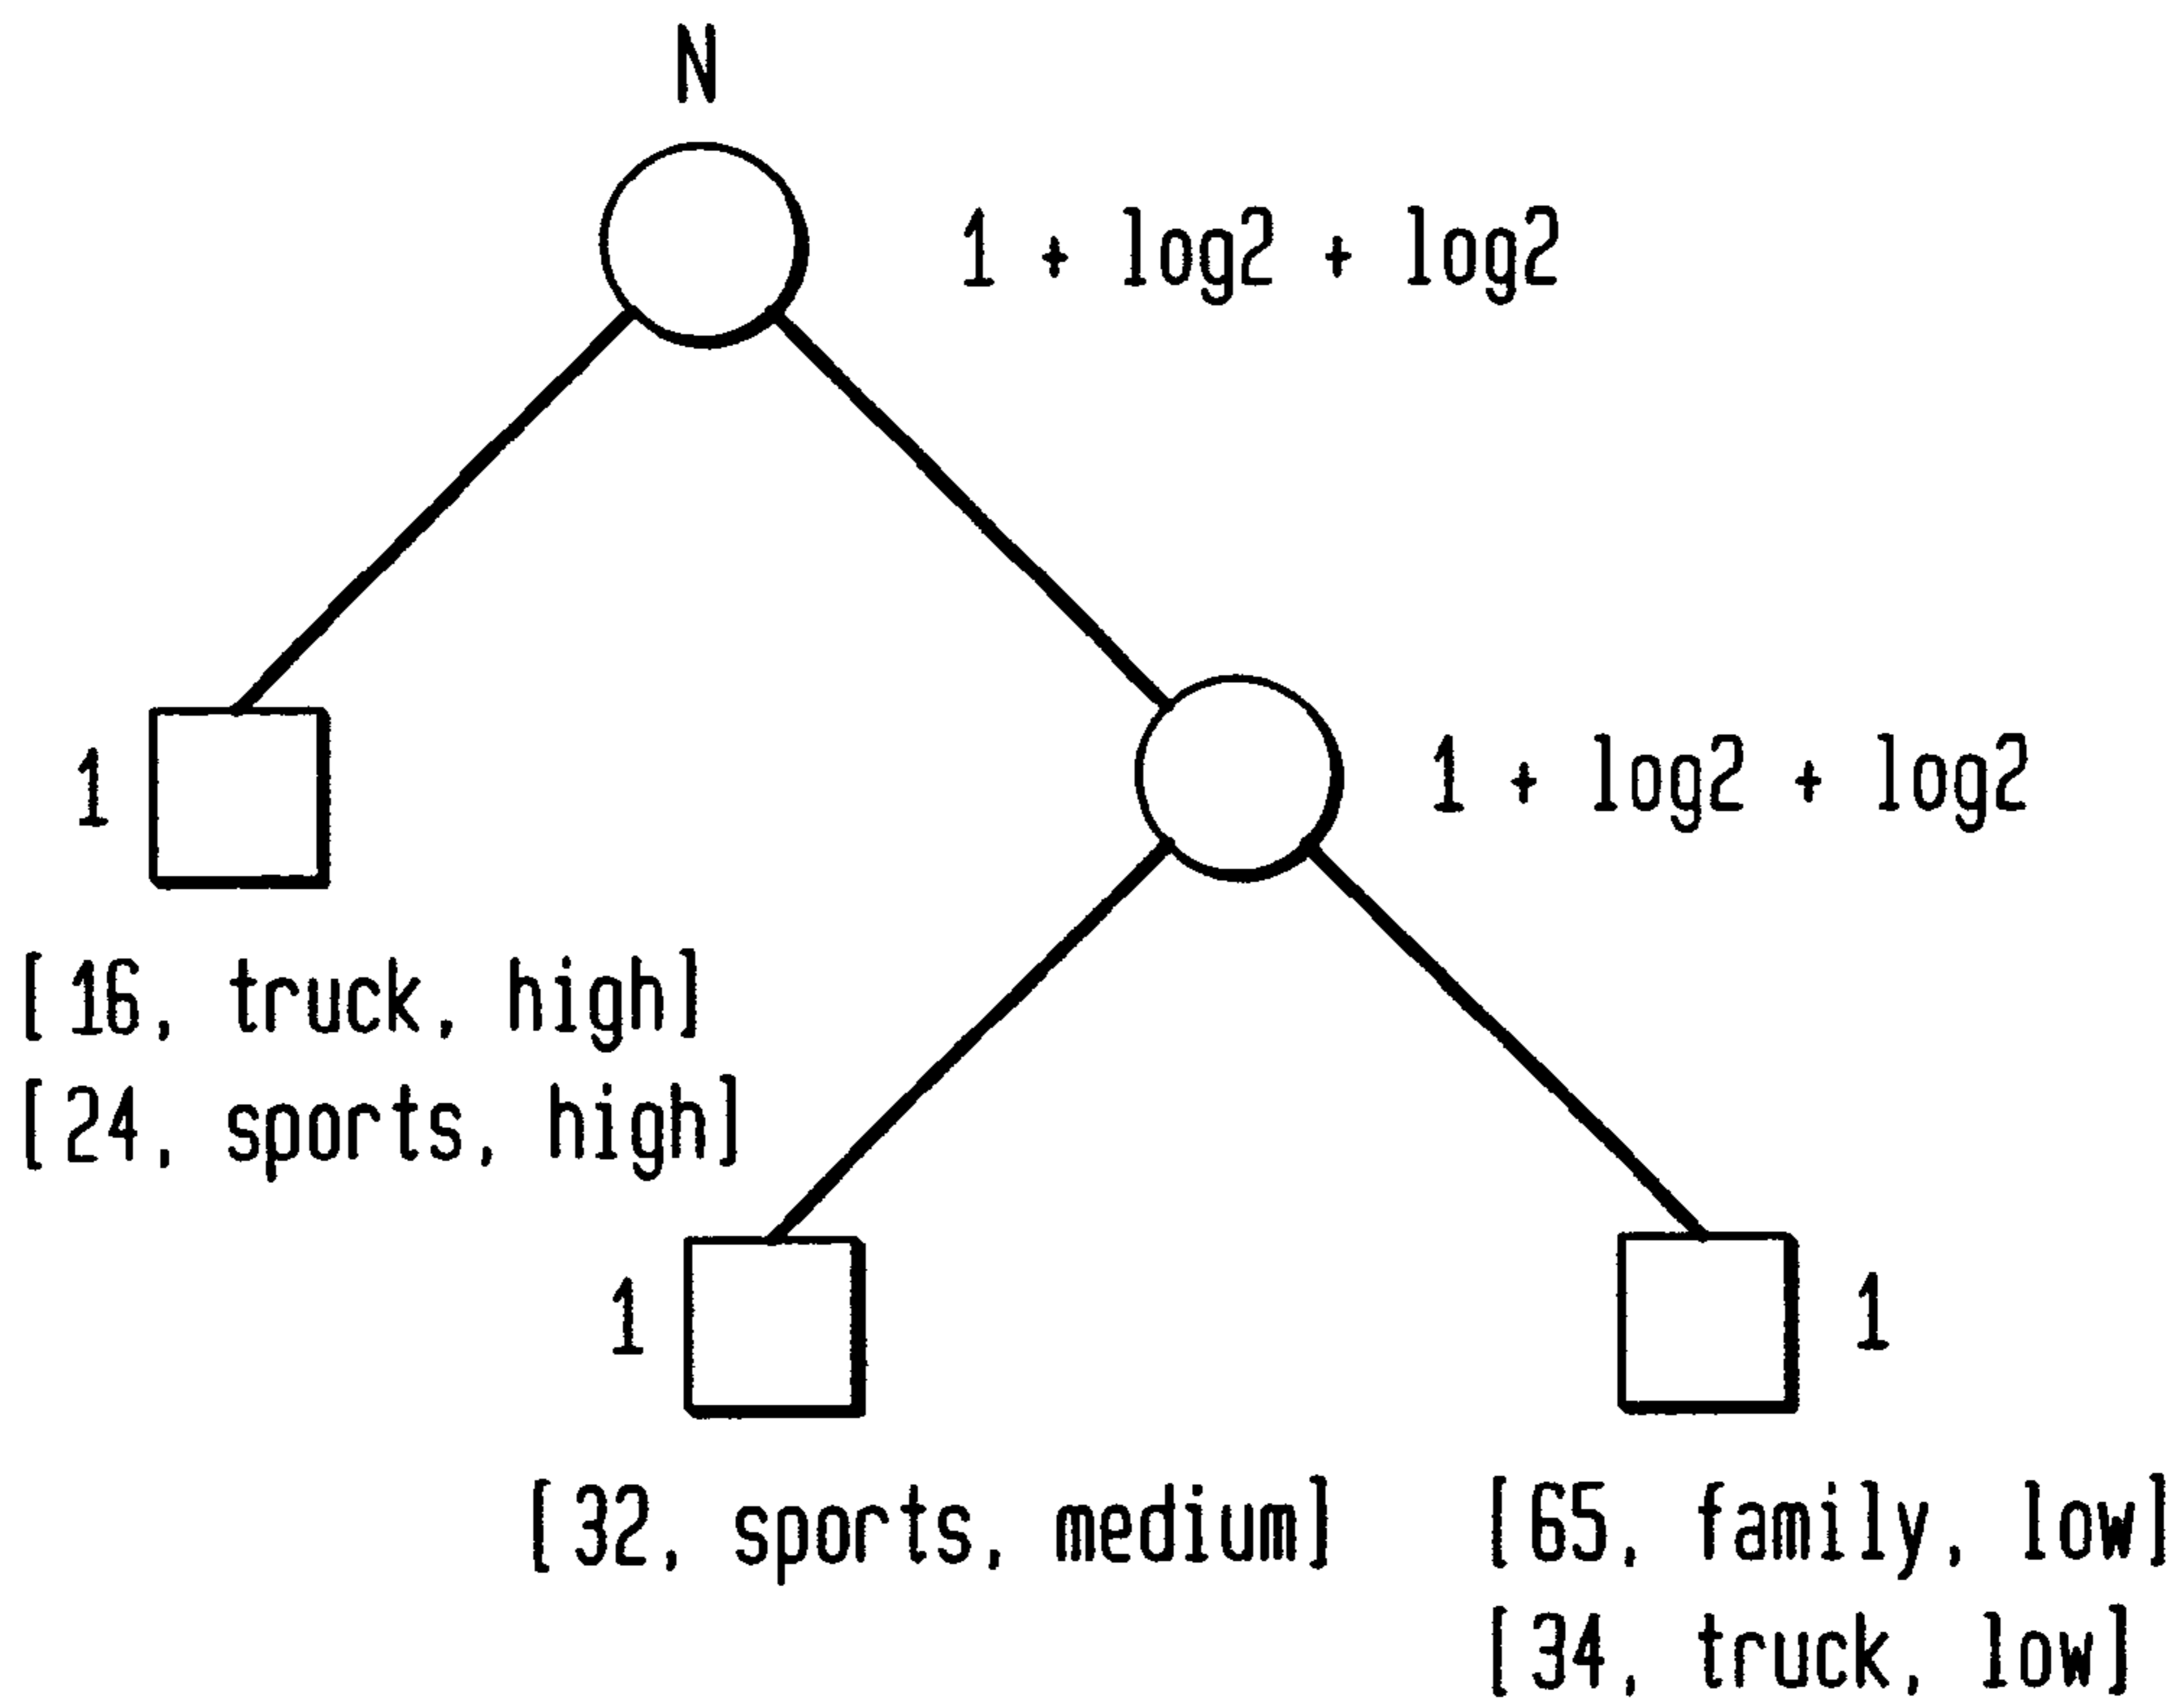 N
1 + log2 + log2
1
1 + log2 + log2
[16, truck, high]
[24, sports, high]
1
1
[32, sports, medium]
[65, family, low]
[34, truck, low]